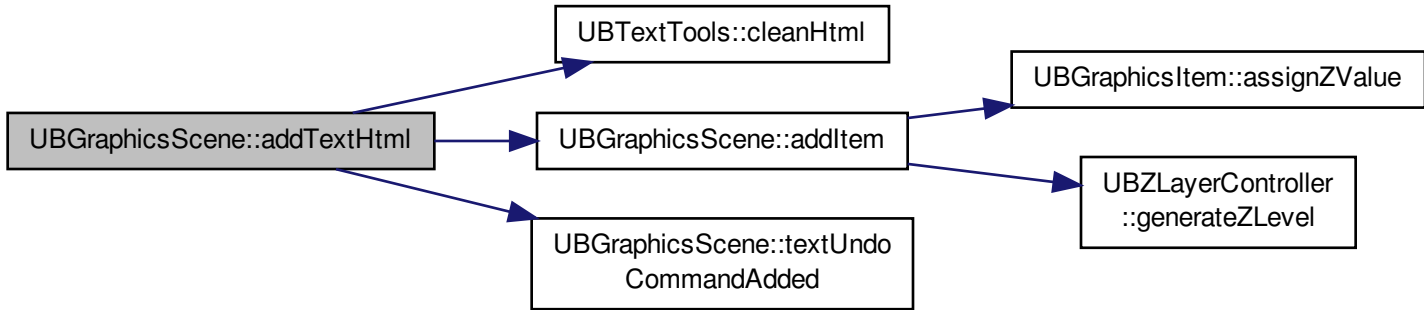 UBTextTools::cleanHtml
UBGraphicsItem::assignZValue
UBGraphicsScene::addTextHtml
UBGraphicsScene::addItem
UBZLayerController
::generateZLevel
UBGraphicsScene::textUndo
CommandAdded